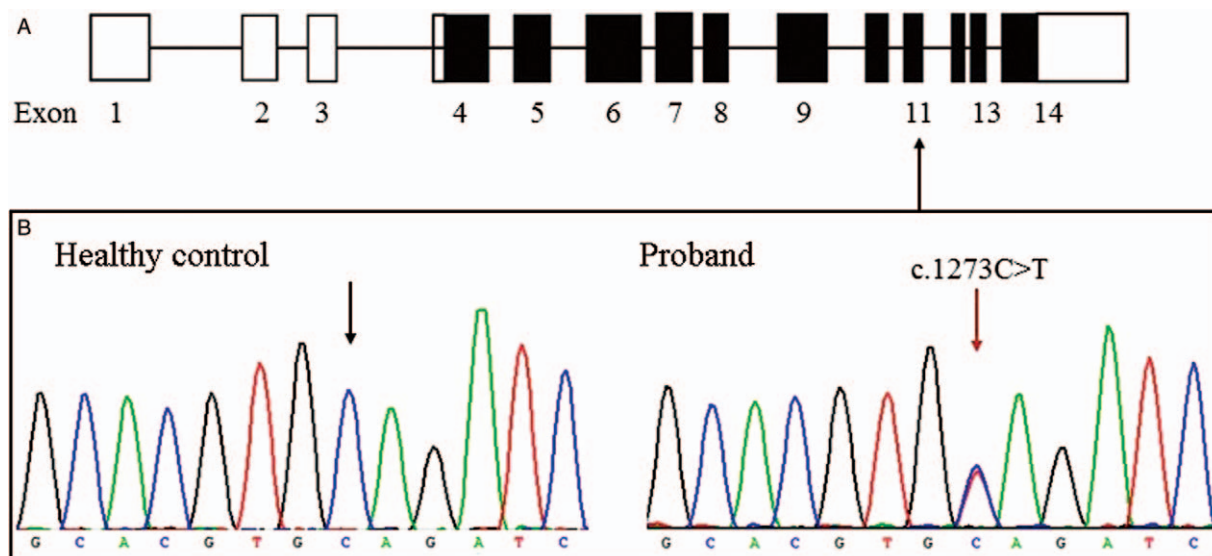 A
Exon 1 2 3 4 5 6 7 8 9 11 13 14
B
Healthy control Proband
c.1273C>T
G C A C G T G C A G A T C G C A C G T G C A G A T C